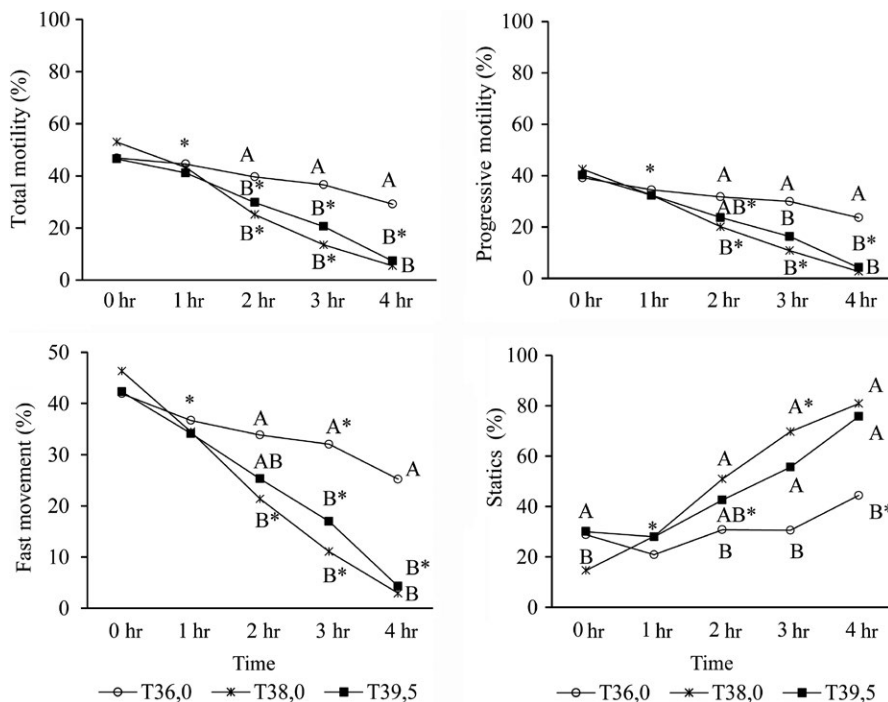 Total motility (%)
100
80
60
40
20
0
*
A
A
A
B*
B*
B*
B*
B*
B
0 hr 1 hr 2 hr 3 hr 4 hr
Progressive motility (%)
100
80
60
40
20
0
*
A
A
A
AB*
B
B*
B*
B*
B
0 hr 1 hr 2 hr 3 hr 4 hr
Fast movement (%)
50
40
30
20
10
0
*
A
A*
A
AB
B*
B*
B*
B*
B
0 hr 1 hr 2 hr 3 hr 4 hr
Time
T36,0 T38,0 T39,5
Statics (%)
100
80
60
40
20
0
A
B
*
A
AB*
B
A*
A
B
A
A
B*
0 hr 1 hr 2 hr 3 hr 4 hr
Time
T36,0 T38,0 T39,5